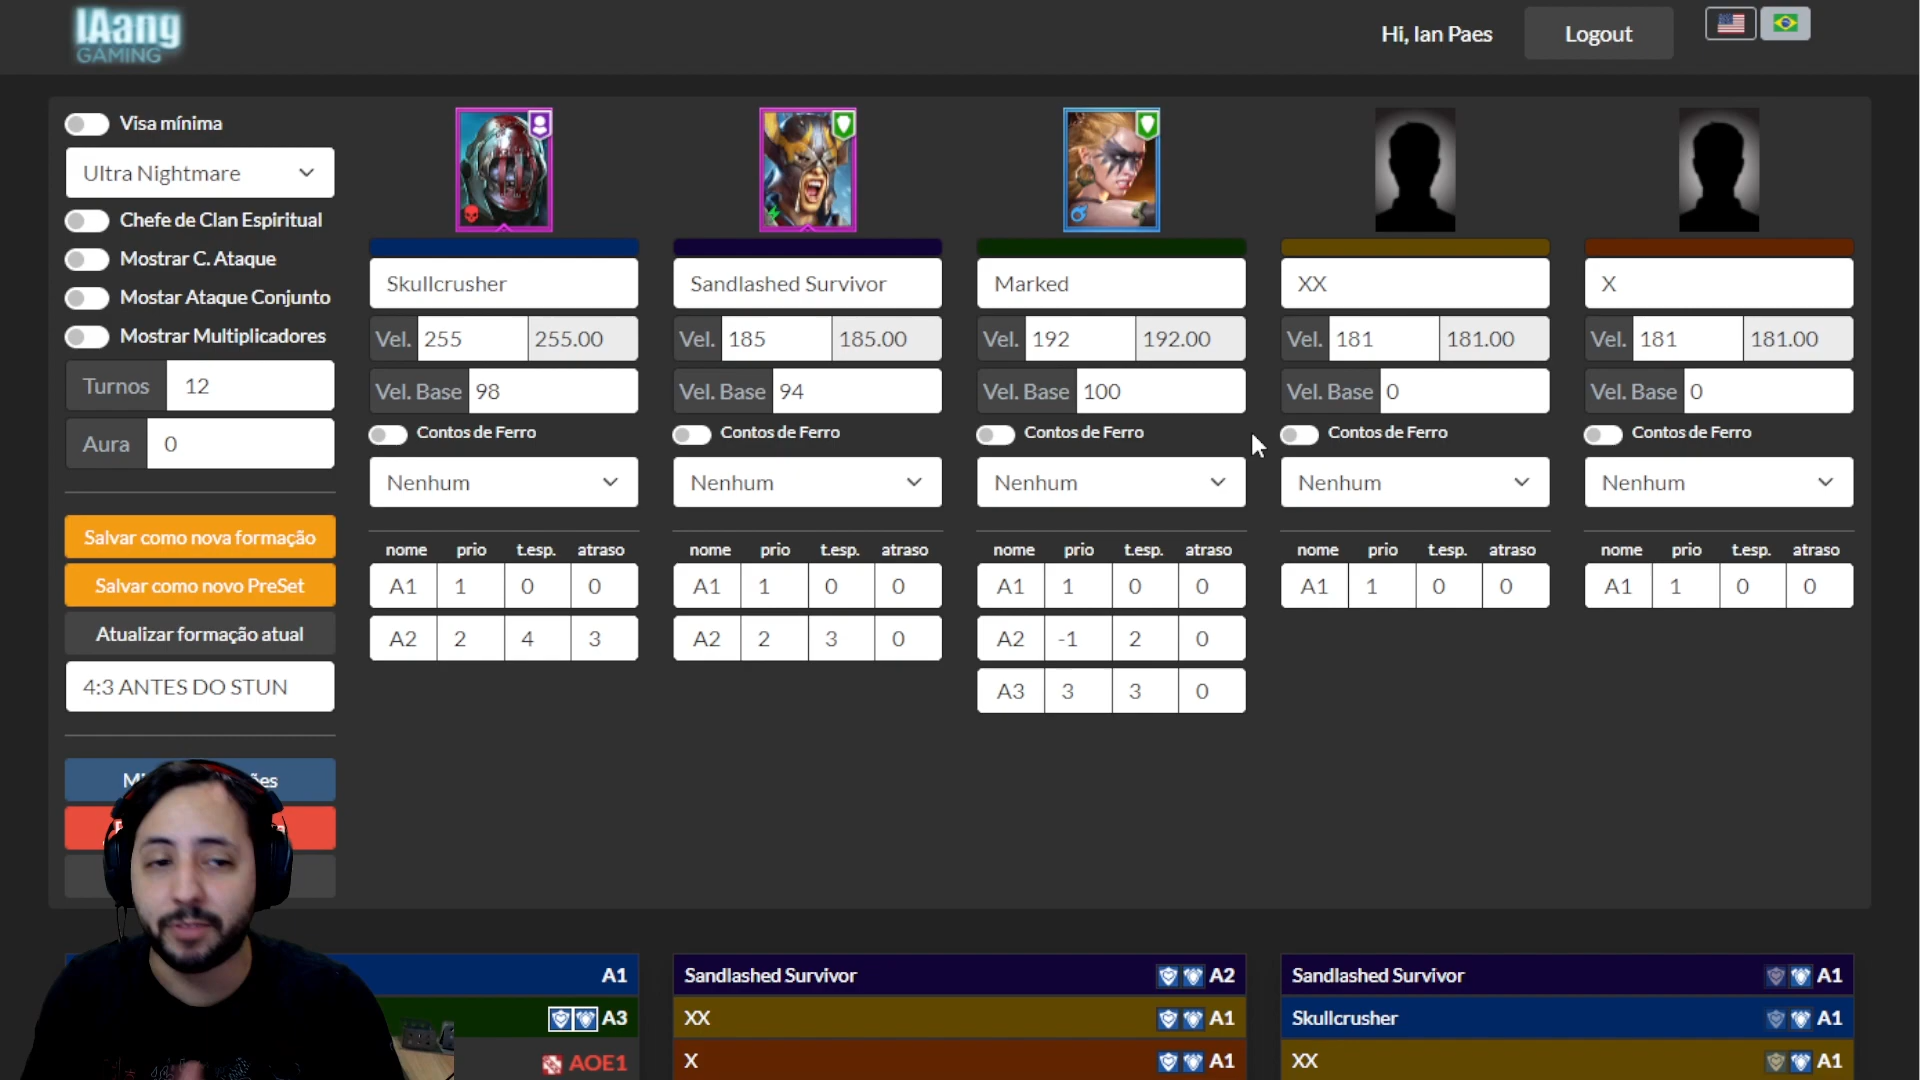 IAang
GAMING
Hi, Ian Paes
Logout
Visa mínima
Ultra Nightmare
Chefe de Clan Espiritual
Mostrar C. Ataque
Mostar Ataque Conjunto
Mostrar Multiplicadores
Turnos 12
Aura 0
Salvar como nova formação
Salvar como novo PreSet
Atualizar formação atual
4:3 ANTES DO STUN
Skullcrusher
Vel. 255 255.00
Vel. Base 98
Contos de Ferro
Nenhum
nome prio t.esp. atraso
A1 1 0 0
A2 2 4 3
Sandlashed Survivor
Vel. 185 185.00
Vel. Base 94
Contos de Ferro
Nenhum
nome prio t.esp. atraso
A1 1 0 0
A2 2 3 0
Marked
Vel. 192 192.00
Vel. Base 100
Contos de Ferro
Nenhum
nome prio t.esp. atraso
A1 1 0 0
A2 -1 2 0
A3 3 3 0
XX
Vel. 181 181.00
Vel. Base 0
Contos de Ferro
Nenhum
nome prio t.esp. atraso
A1 1 0 0
X
Vel. 181 181.00
Vel. Base 0
Contos de Ferro
Nenhum
nome prio t.esp. atraso
A1 1 0 0
A1
A3
AOE1
Sandlashed Survivor A2
XX A1
X A1
Sandlashed Survivor A1
Skullcrusher A1
XX A1